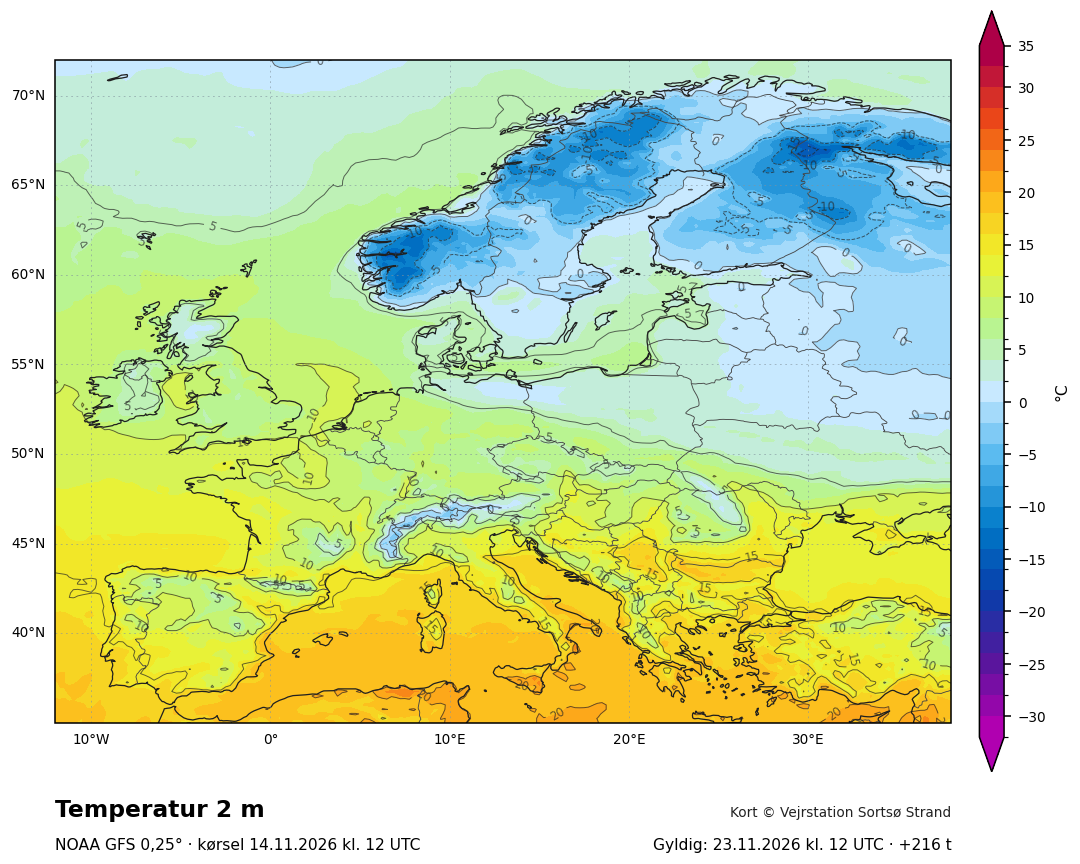 70°N
65°N
60°N
55°N
50°N
45°N
40°N
10°W 0° 10°E 20°E 30°E
35
30
25
20
15
10
5
0
−5
−10
−15
−20
−25
−30
°C
Temperatur 2 m
Kort © Vejrstation Sortsø Strand
NOAA GFS 0,25° · kørsel 14.11.2026 kl. 12 UTC
Gyldig: 23.11.2026 kl. 12 UTC · +216 t